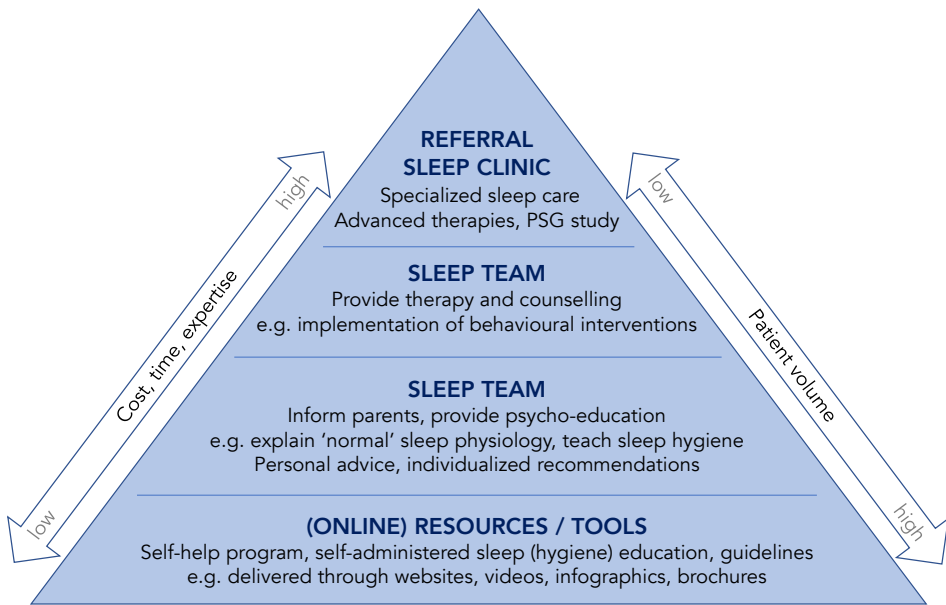 REFERRAL
SLEEP CLINIC
Specialized sleep care
Advanced therapies, PSG study
SLEEP TEAM
Provide therapy and counselling
e.g. implementation of behavioural interventions
SLEEP TEAM
Inform parents, provide psycho-education
e.g. explain ‘normal’ sleep physiology, teach sleep hygiene
Personal advice, individualized recommendations
(ONLINE) RESOURCES / TOOLS
Self-help program, self-administered sleep (hygiene) education, guidelines
e.g. delivered through websites, videos, infographics, brochures
high
Cost, time, expertise
low
low
Patient volume
high